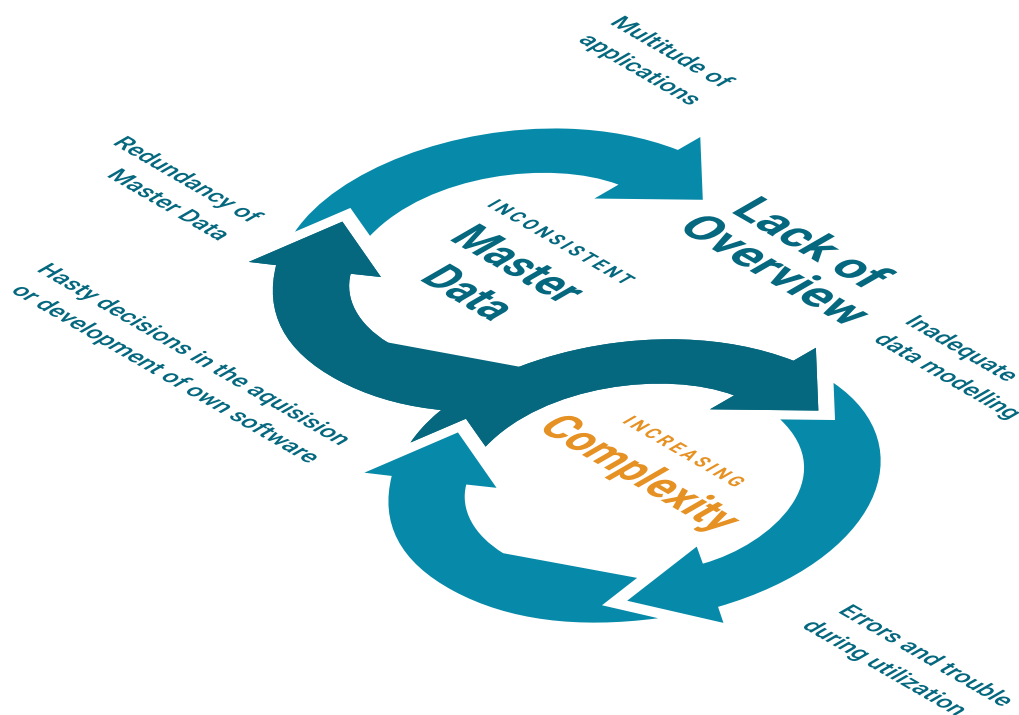 Multitude of
applications
Redundancy of
Master Data
INCONSISTENT
Master
Data
Lack of
Overview
Hasty decisions in the aquisision
or development of own software
Inadequate
data modelling
INCREASING
Complexity
Errors and trouble
during utilization